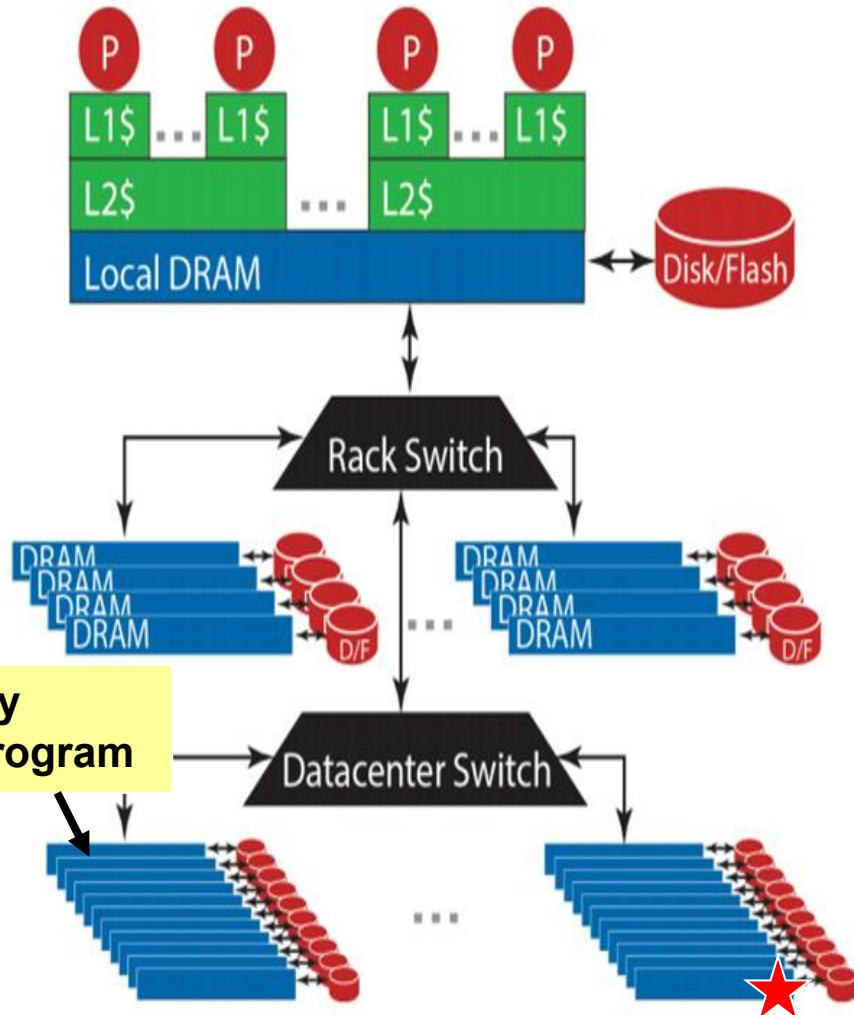 P P P P
L1$ ... L1$ L1$ ... L1$
L2$ ... L2$
Local DRAM
Disk/Flash
Rack Switch
DRAM DRAM
DRAM DRAM
DRAM DRAM
DRAM D/F DRAM D/F
...
y
rogram
Datacenter Switch
...